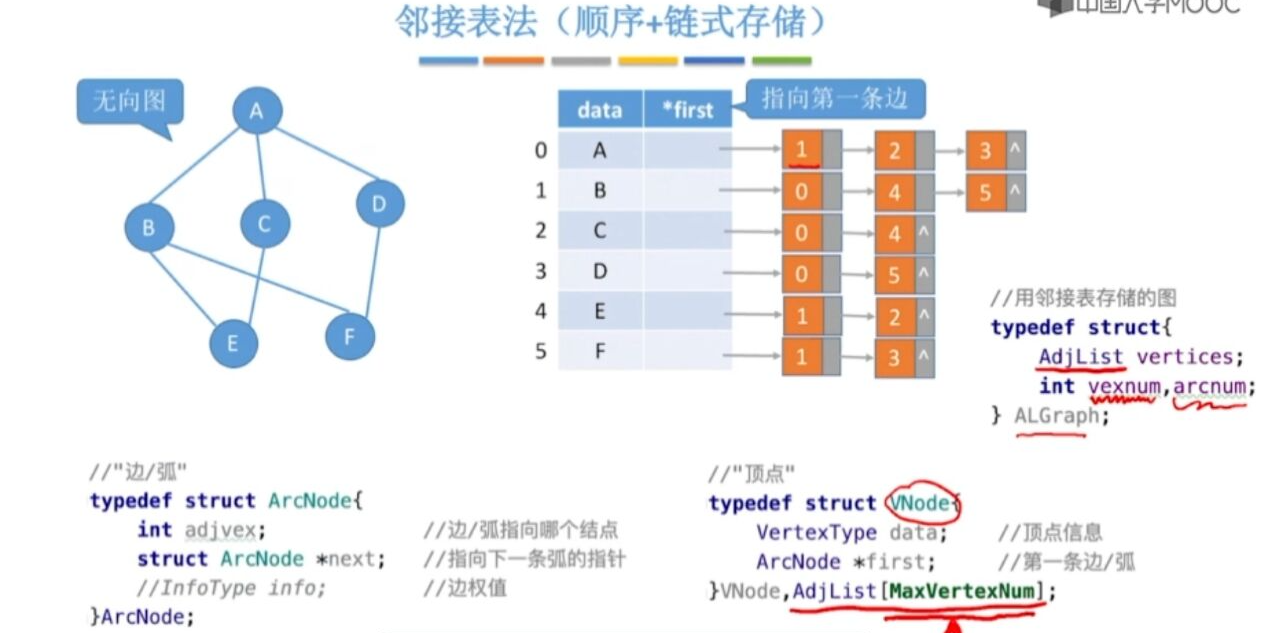 中国大学MOOC
邻接表法（顺序+链式存储）
无向图
A
B
C
D
E
F
指向第一条边
data *first
0 A 1 2 3 ^
1 B 0 4 5 ^
2 C 0 4 ^
3 D 0 5 ^
4 E 1 2 ^
5 F 1 3 ^
//用邻接表存储的图
typedef struct{
AdjList vertices;
int vexnum,arcnum;
} ALGraph;
//"边/弧"
typedef struct ArcNode{
int adjvex; //边/弧指向哪个结点
struct ArcNode *next; //指向下一条弧的指针
//InfoType info; //边权值
}ArcNode;
//"顶点"
typedef struct VNode{
VertexType data; //顶点信息
ArcNode *first; //第一条边/弧
}VNode,AdjList[MaxVertexNum];